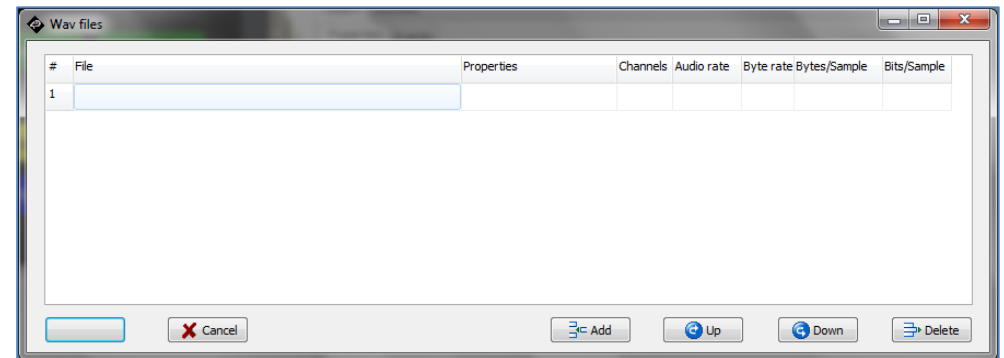 Wav files
# File Properties Channels Audio rate Byte rate Bytes/Sample Bits/Sample
1
Cancel Add Up Down Delete